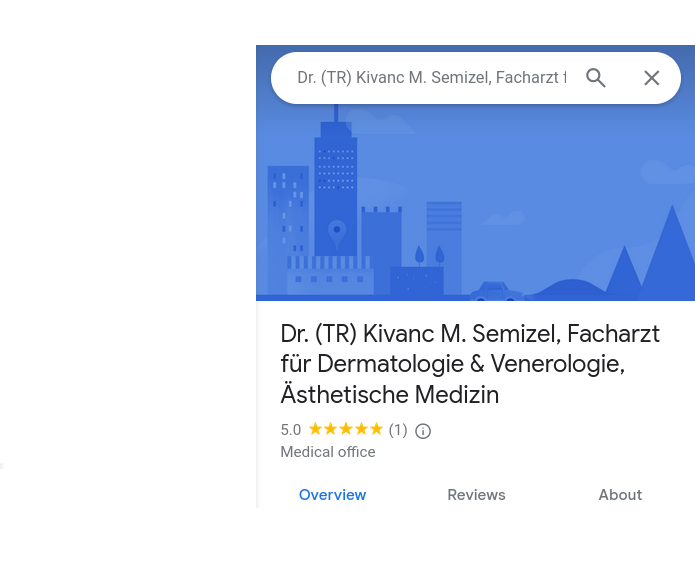 Dr. (TR) Kivanc M. Semizel, Facharzt f
Dr. (TR) Kivanc M. Semizel, Facharzt
für Dermatologie & Venerologie,
Ästhetische Medizin
5.0 (1)
Medical office
Overview Reviews About